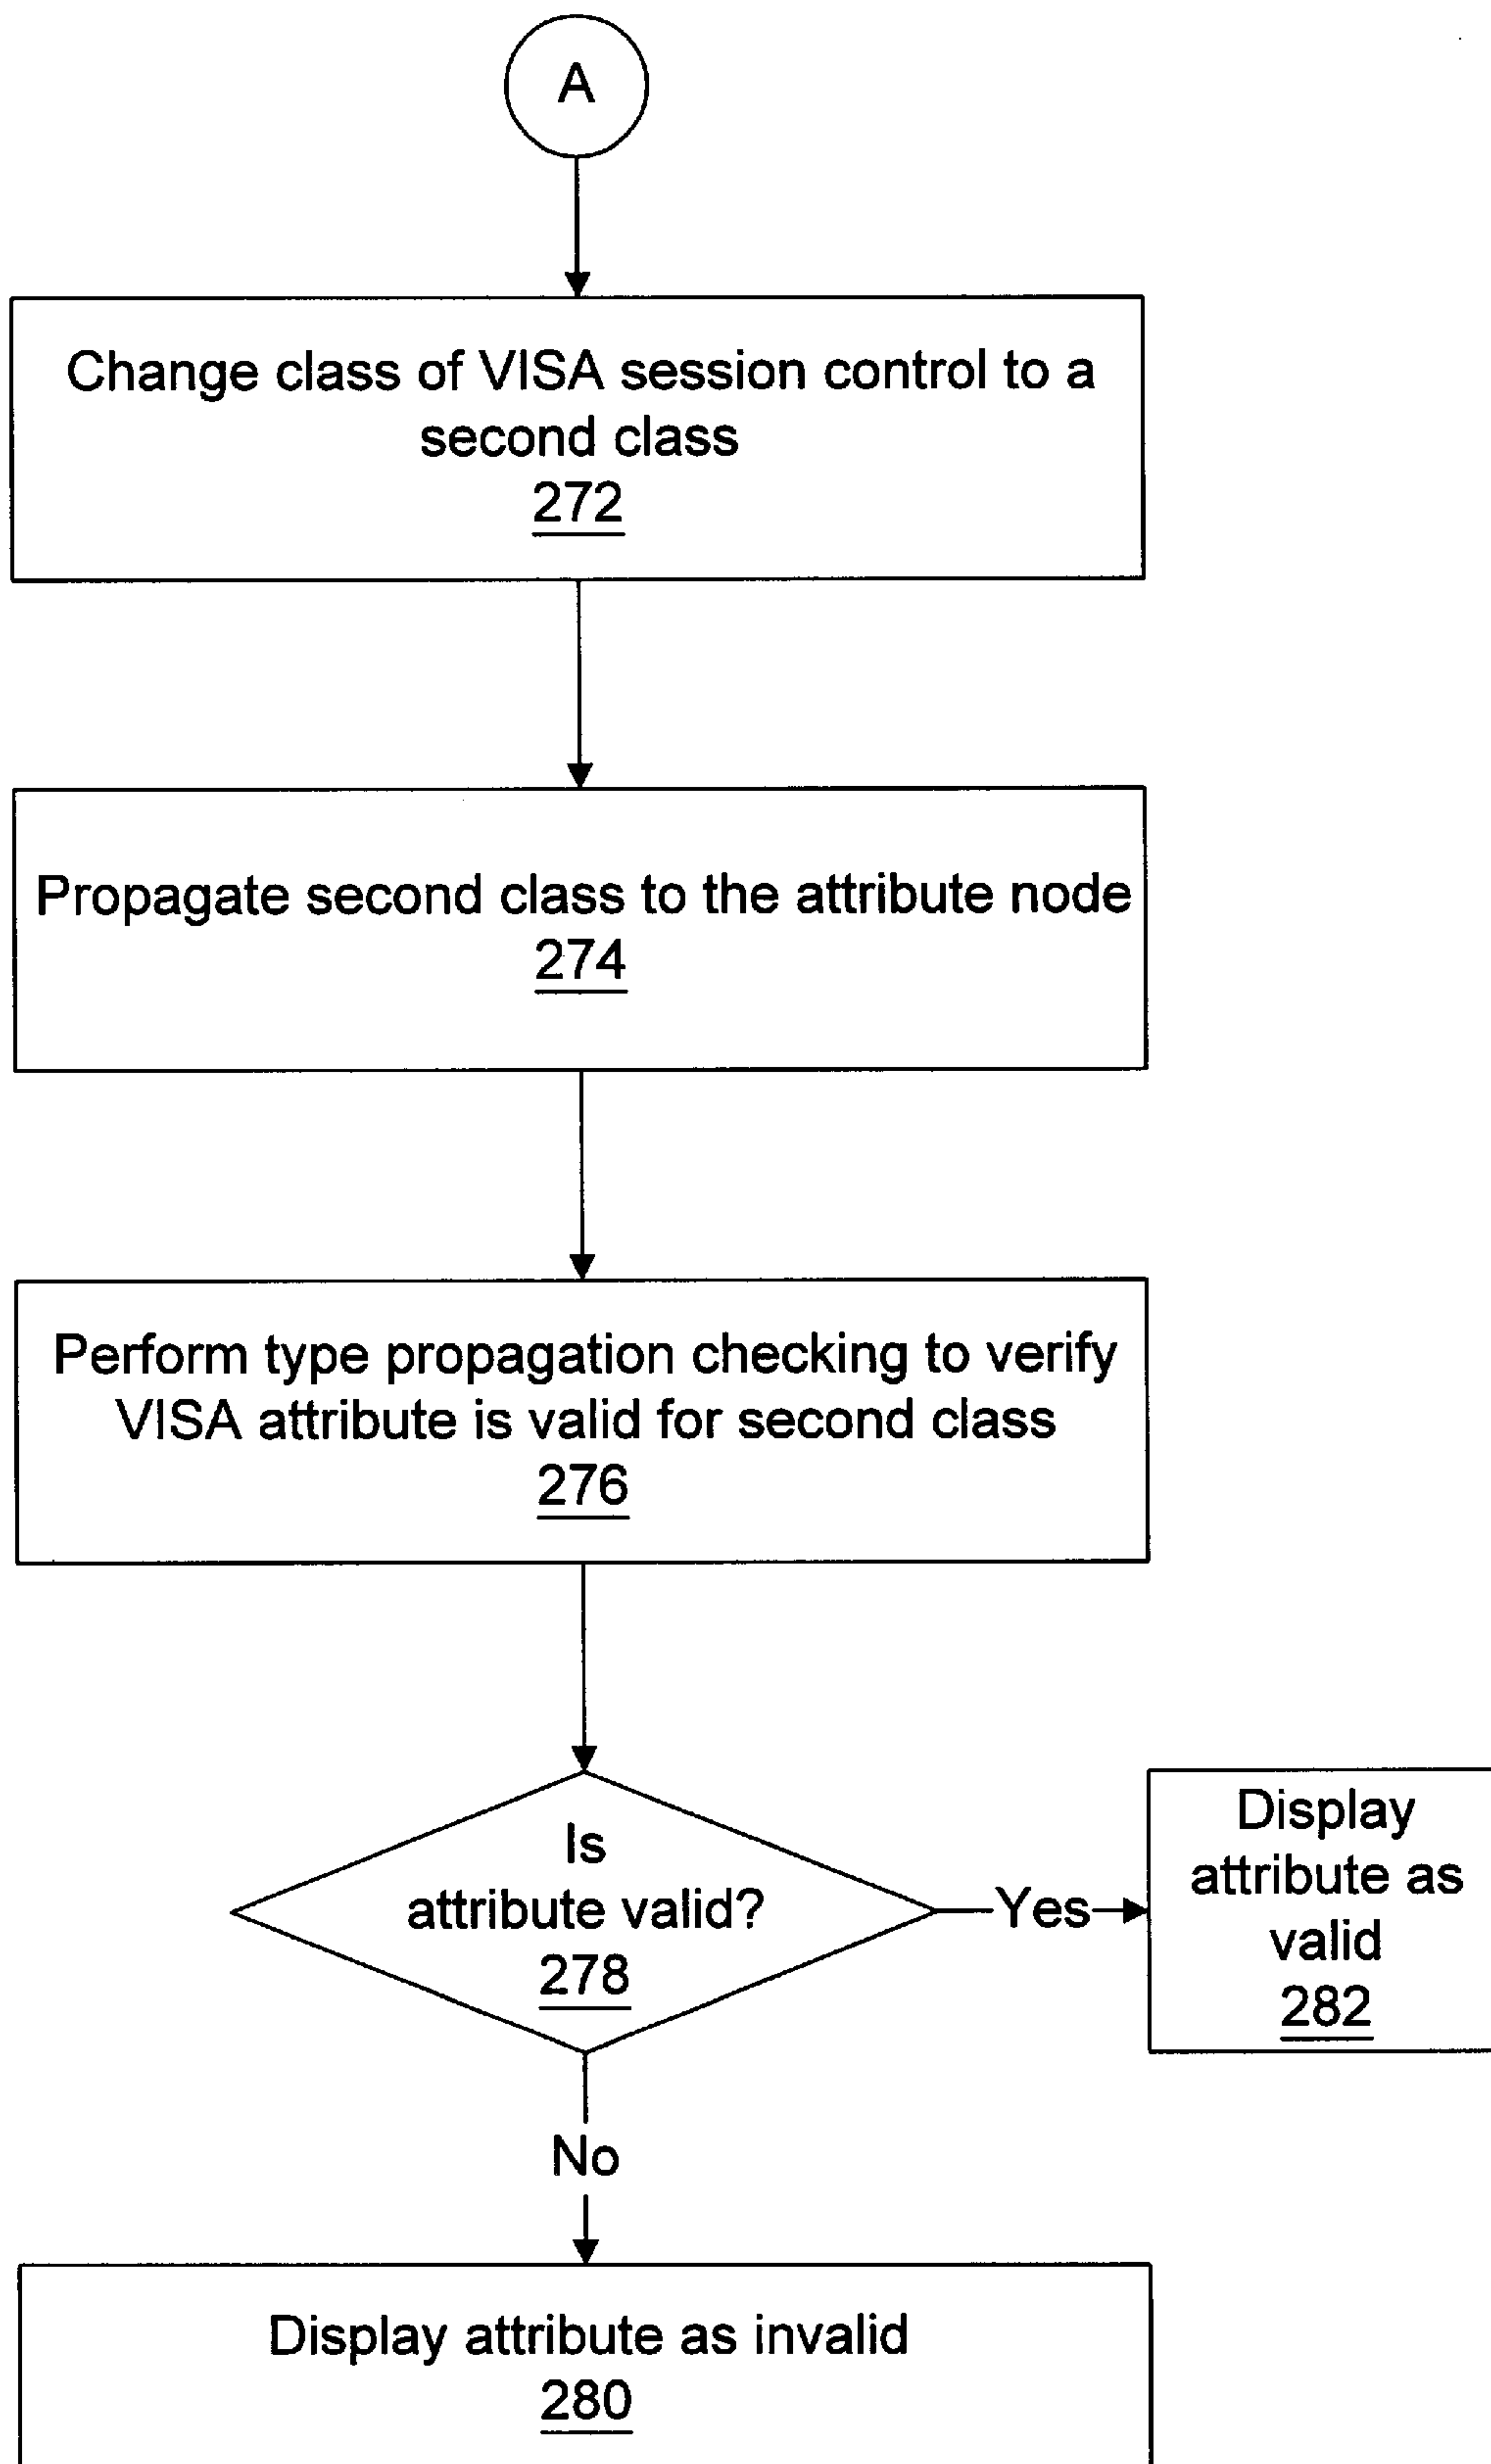 A
Change class of VISA session control to a
second class
272
Propagate second class to the attribute node
274
Perform type propagation checking to verify
VISA attribute is valid for second class
276
Is
attribute valid?
278
Yes
Display
attribute as
valid
282
No
Display attribute as invalid
280